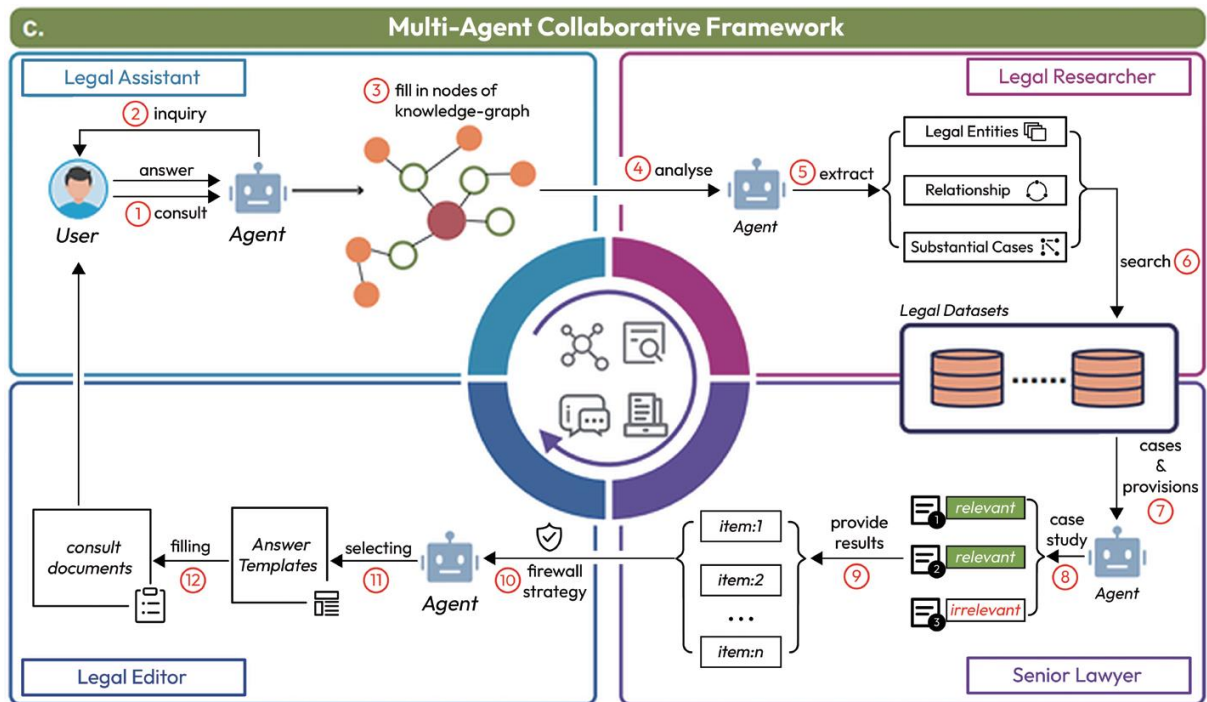 c.
Multi-Agent Collaborative Framework
Legal Assistant
2 inquiry
answer
1 consult
User
Agent
3 fill in nodes of
knowledge-graph
Legal Researcher
4 analyse
Agent
5 extract
Legal Entities
Relationship
Substantial Cases
search 6
Legal Datasets
cases
&
provisions
7
Agent
case
study
8
1 relevant
2 relevant
3 irrelevant
provide
results
9
item:1
item:2
...
item:n
Senior Lawyer
10 firewall
strategy
Agent
selecting
11
Answer
Templates
filling
12
consult
documents
Legal Editor